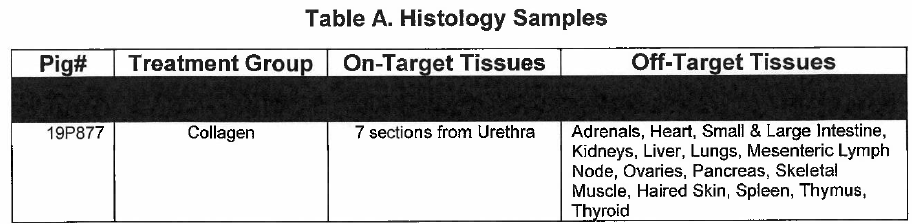 Table A. Histology Samples
Pig# Treatment Group On-Target Tissues Off-Target Tissues
19P877 Collagen 7 sections from Urethra Adrenals, Heart, Small & Large Intestine,
Kidneys, Liver, Lungs, Mesenteric Lymph
Node, Ovaries, Pancreas, Skeletal
Muscle, Haired Skin, Spleen, Thymus,
Thyroid